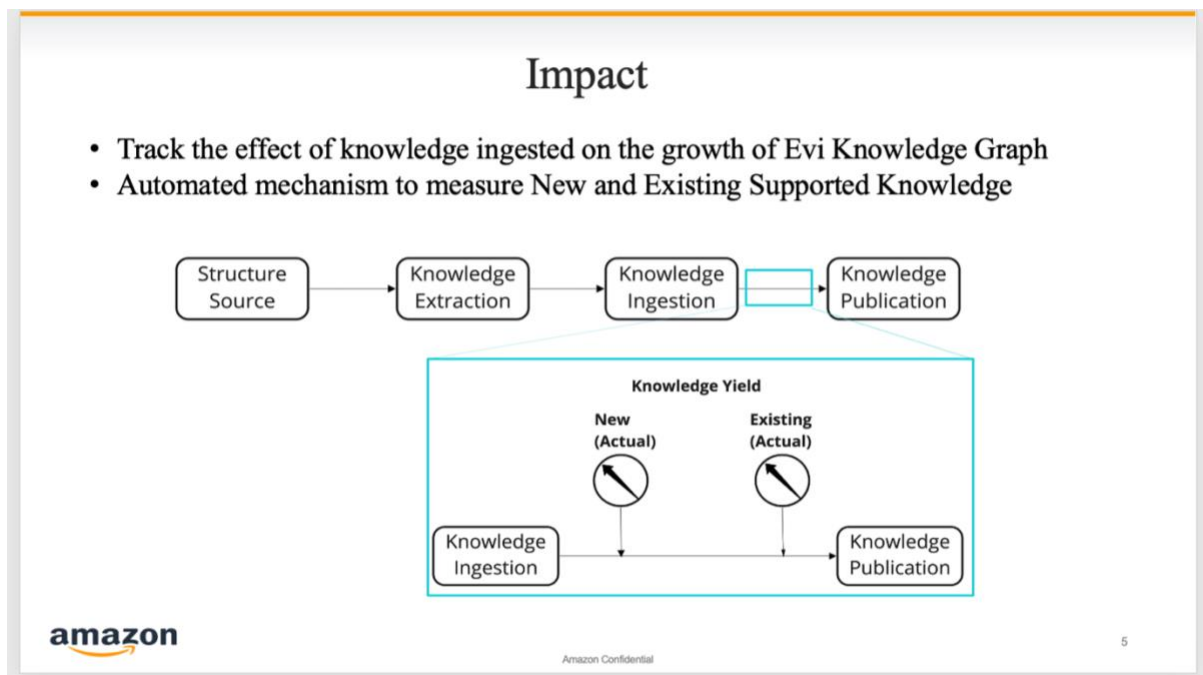 Impact
• Track the effect of knowledge ingested on the growth of Evi Knowledge Graph
• Automated mechanism to measure New and Existing Supported Knowledge
Structure
Source
Knowledge
Extraction
Knowledge
Ingestion
Knowledge
Publication
Knowledge Yield
New
(Actual)
Existing
(Actual)
Knowledge
Ingestion
Knowledge
Publication
amazon
Amazon Confidential
5